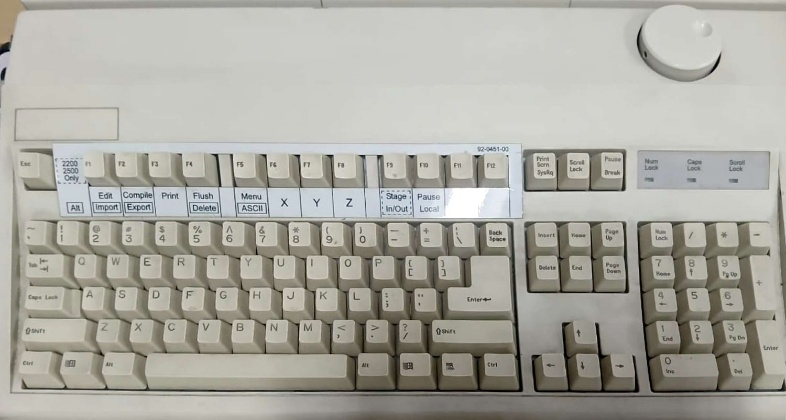 92-0451-00
Esc 2200 F1 F2 F3 F4 F5 F6 F7 F8 F9 F10 F11 F12 Print Scroll Pause Num Caps Scroll
2500 Scrn Lock Lock Lock Lock
Only SysRq Break
Edit Compile Print Flush Menu X Y Z Stage Pause
Alt Import Export Delete ASCII In/Out Local
~ ! @ # $ % ^ & * ( ) _ + | Back Insert Home Page Num / * -
` 1 2 3 4 5 6 7 8 9 0 - = \ Space Up Lock
Tab Q W E R T Y U I O P { } Delete End Page 7 8 9 +
[ ] Down Home ↑ Pg Up
Caps Lock A S D F G H J K L : " Enter↵ 4 5 6
; ' ← →
⇧Shift Z X C V B N M < > ? ⇧Shift ↑ 1 2 3 Enter
, . / End ↓ Pg Dn
Ctrl Alt Alt Ctrl ← ↓ → 0 .
Ins Del